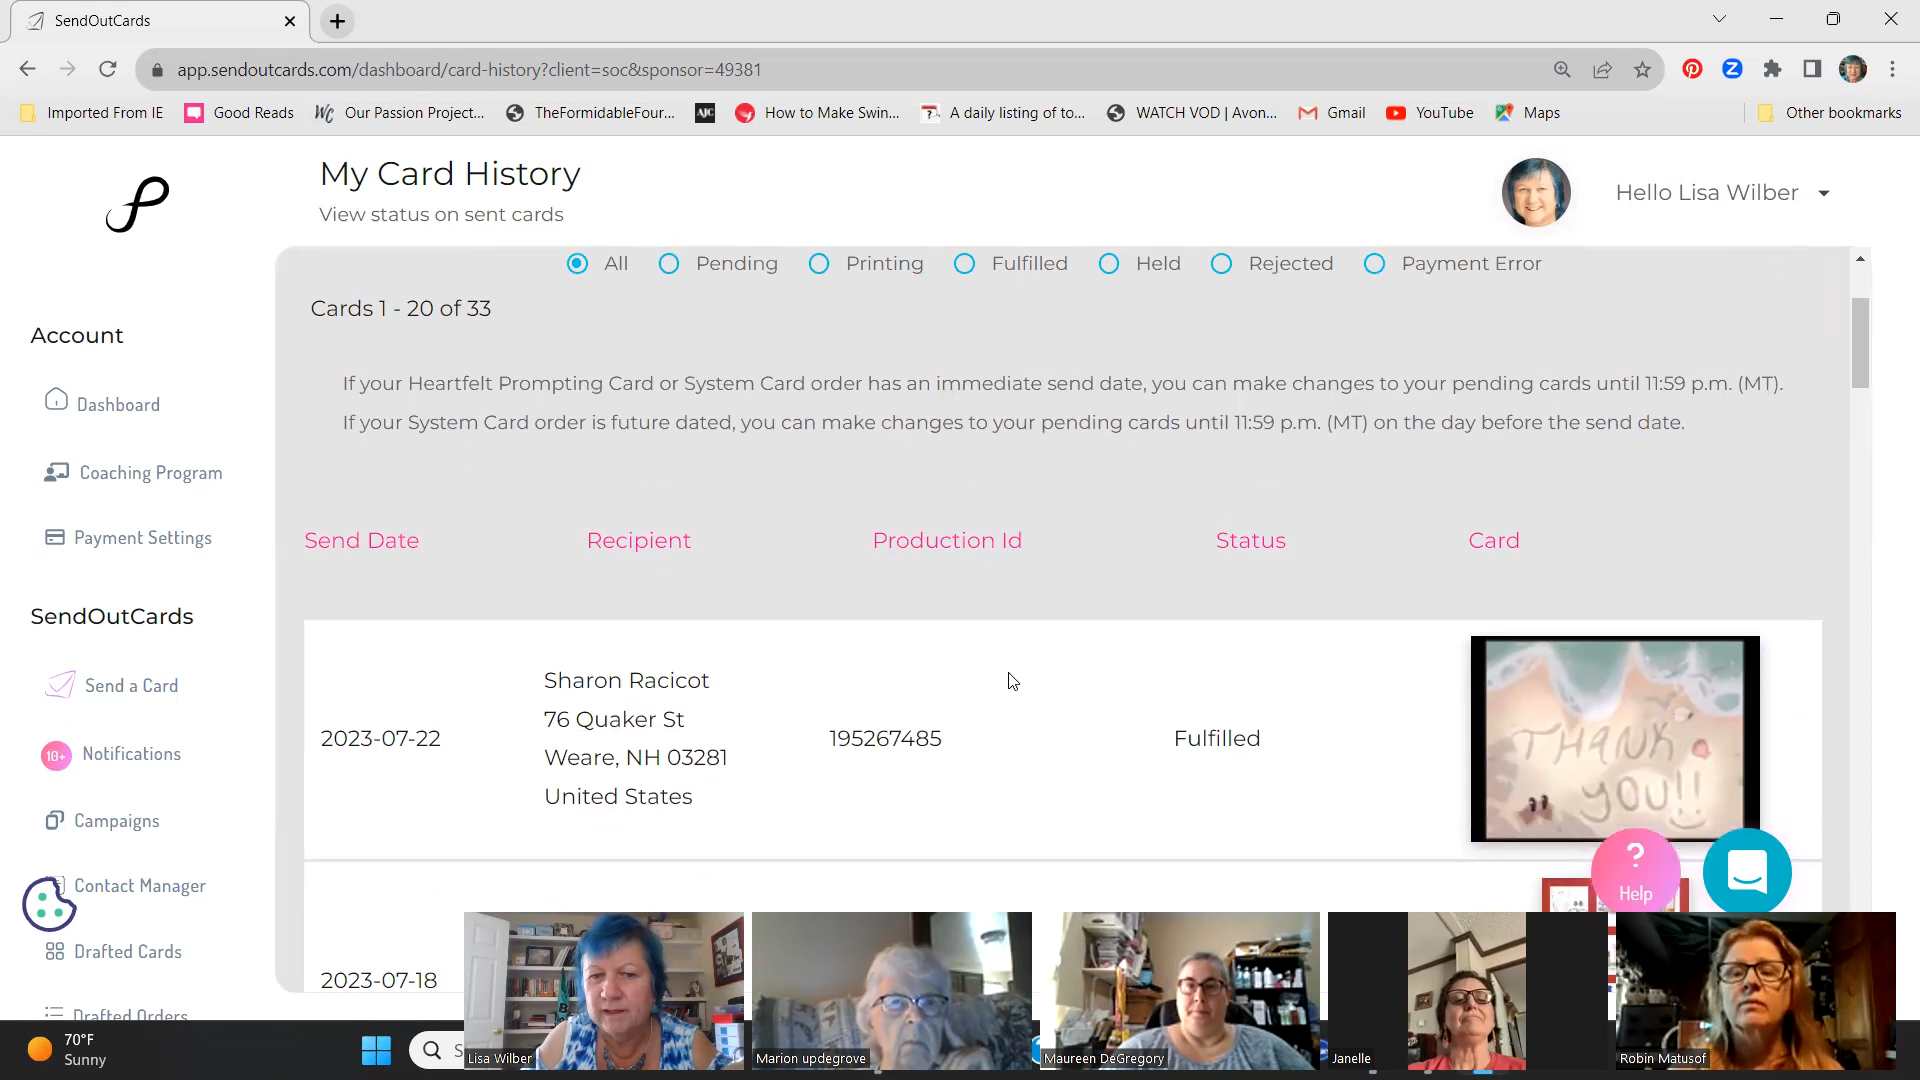 SendOutCards
app.sendoutcards.com/dashboard/card-history?client=soc&sponsor=49381
Imported From IE
Good Reads
Our Passion Project...
TheFormidableFour...
AJC
How to Make Swin...
A daily listing of to...
WATCH VOD | Avon...
Gmail
YouTube
Maps
Other bookmarks
My Card History
View status on sent cards
Hello Lisa Wilber
All
Pending
Printing
Fulfilled
Held
Rejected
Payment Error
Cards 1 - 20 of 33
If your Heartfelt Prompting Card or System Card order has an immediate send date, you can make changes to your pending cards until 11:59 p.m. (MT).
If your System Card order is future dated, you can make changes to your pending cards until 11:59 p.m. (MT) on the day before the send date.
Account
Dashboard
Coaching Program
Payment Settings
SendOutCards
Send a Card
10+
Notifications
Campaigns
Contact Manager
Drafted Cards
Drafted Orders
Send Date
Recipient
Production Id
Status
Card
2023-07-22
Sharon Racicot
76 Quaker St
Weare, NH 03281
United States
195267485
Fulfilled
THANK
YOU!!
?
Help
2023-07-18
70°F
Sunny
S
Lisa Wilber
Marion updegrove
Maureen DeGregory
Janelle
Robin Matusof